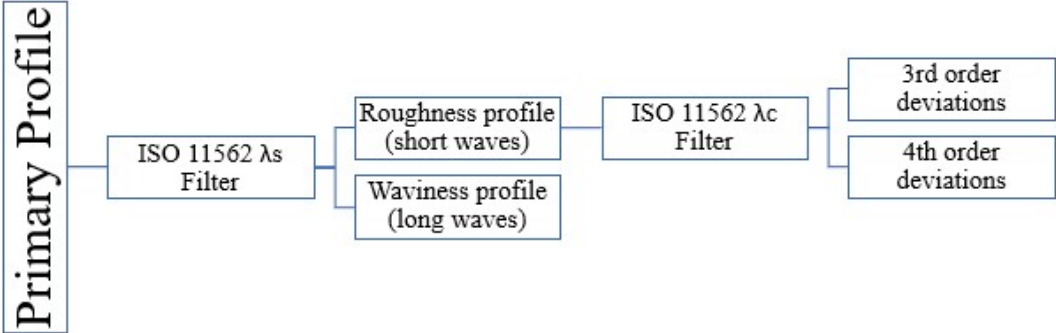 Primary Profile
ISO 11562 λs
Filter
Roughness profile
(short waves)
Waviness profile
(long waves)
ISO 11562 λc
Filter
3rd order
deviations
4th order
deviations